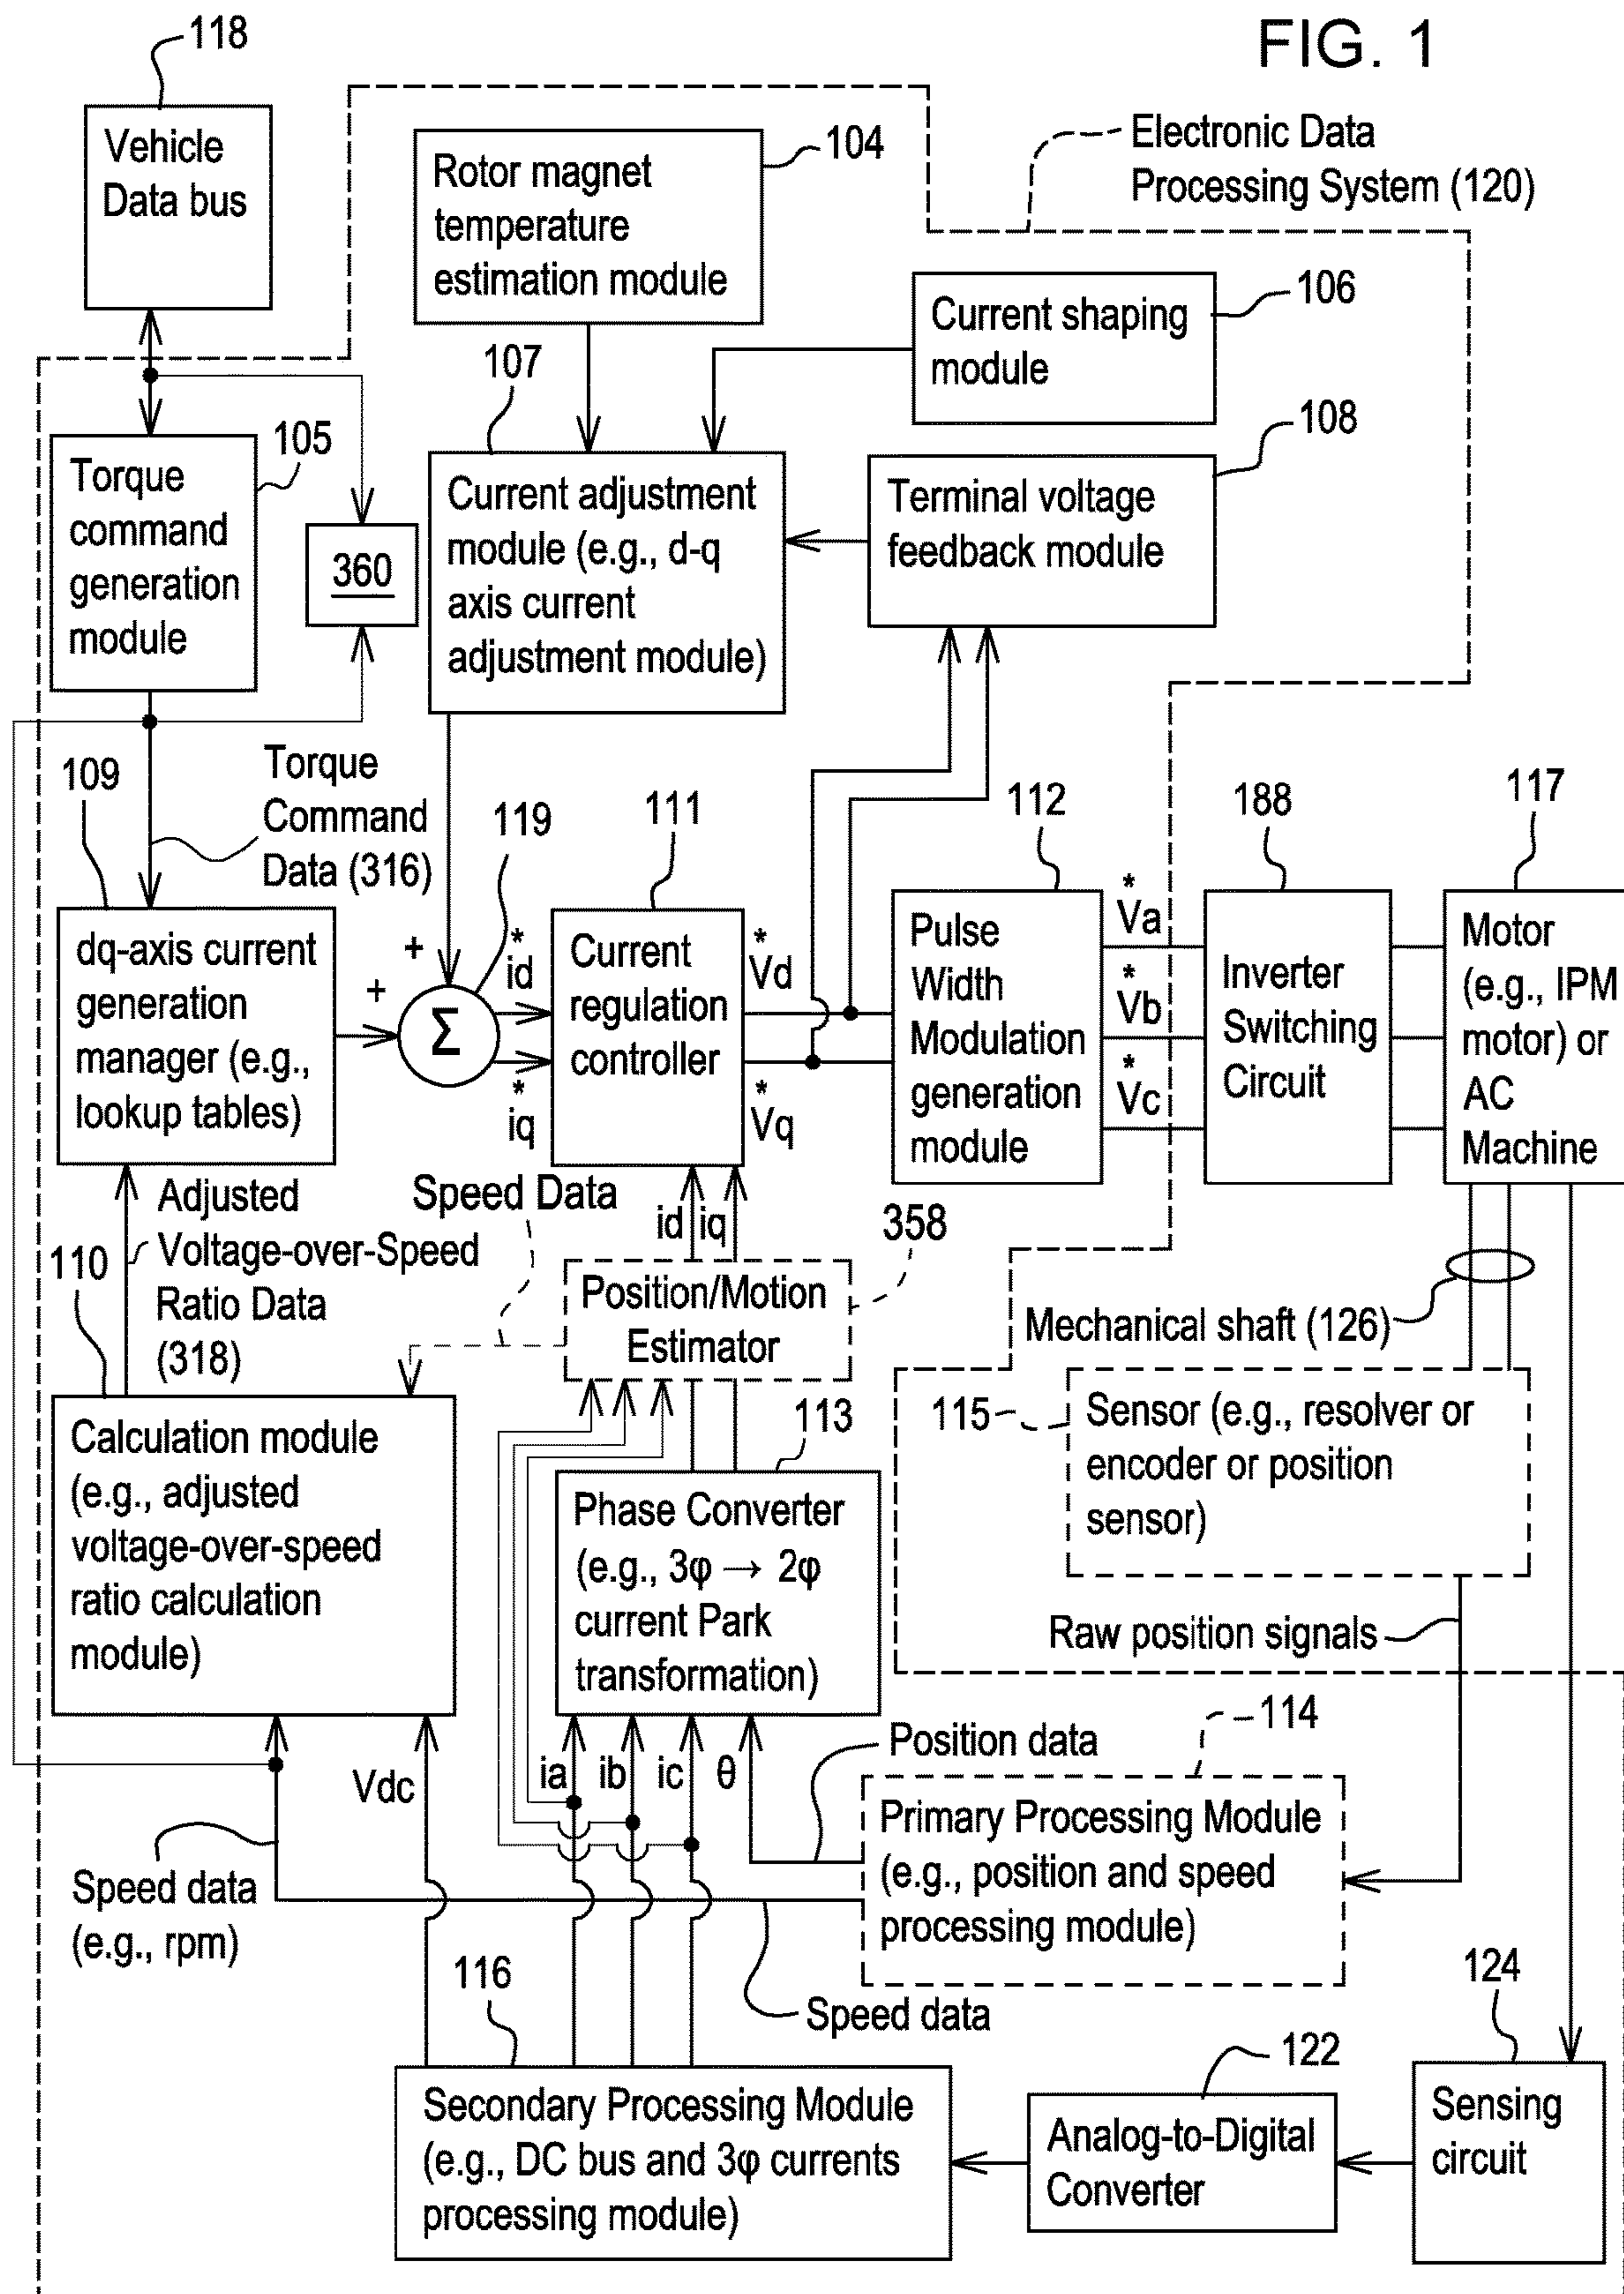 FIG. 1
118
Vehicle
Data bus
Rotor magnet
temperature
estimation module
104
Electronic Data
Processing System (120)
Current shaping
module
106
107
108
105
Torque
command
generation
module
360
Current adjustment
module (e.g., d-q
axis current
adjustment module)
Terminal voltage
feedback module
Torque
Command
Data (316)
109
119
111
112
188
117
dq-axis current
generation
manager (e.g.,
lookup tables)
+
+
Σ
*
id
*
iq
Current
regulation
controller
*
Vd
*
Vq
Pulse
Width
Modulation
generation
module
*
Va
*
Vb
*
Vc
Inverter
Switching
Circuit
Motor
(e.g., IPM
motor) or
AC
Machine
Adjusted
Voltage-over-Speed
Ratio Data
(318)
110
Speed Data
id iq
358
Position/Motion
Estimator
Mechanical shaft (126)
113
115
Sensor (e.g., resolver or
encoder or position
sensor)
Calculation module
(e.g., adjusted
voltage-over-speed
ratio calculation
module)
Phase Converter
(e.g., 3φ → 2φ
current Park
transformation)
Raw position signals
114
Position data
Vdc
ia ib ic θ
Primary Processing Module
(e.g., position and speed
processing module)
Speed data
(e.g., rpm)
116
Speed data
124
122
Secondary Processing Module
(e.g., DC bus and 3φ currents
processing module)
Analog-to-Digital
Converter
Sensing
circuit